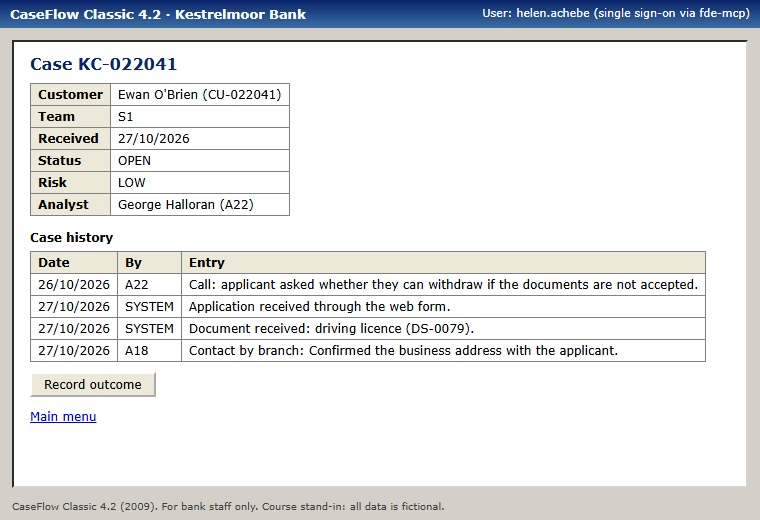 CaseFlow Classic 4.2 · Kestrelmoor Bank User: helen.achebe (single sign-on via fde-mcp)
Case KC-022041
Customer Ewan O'Brien (CU-022041)
Team S1
Received 27/10/2026
Status OPEN
Risk LOW
Analyst George Halloran (A22)
Case history
Date By Entry
26/10/2026 A22 Call: applicant asked whether they can withdraw if the documents are not accepted.
27/10/2026 SYSTEM Application received through the web form.
27/10/2026 SYSTEM Document received: driving licence (DS-0079).
27/10/2026 A18 Contact by branch: Confirmed the business address with the applicant.
Record outcome
Main menu
CaseFlow Classic 4.2 (2009). For bank staff only. Course stand-in: all data is fictional.